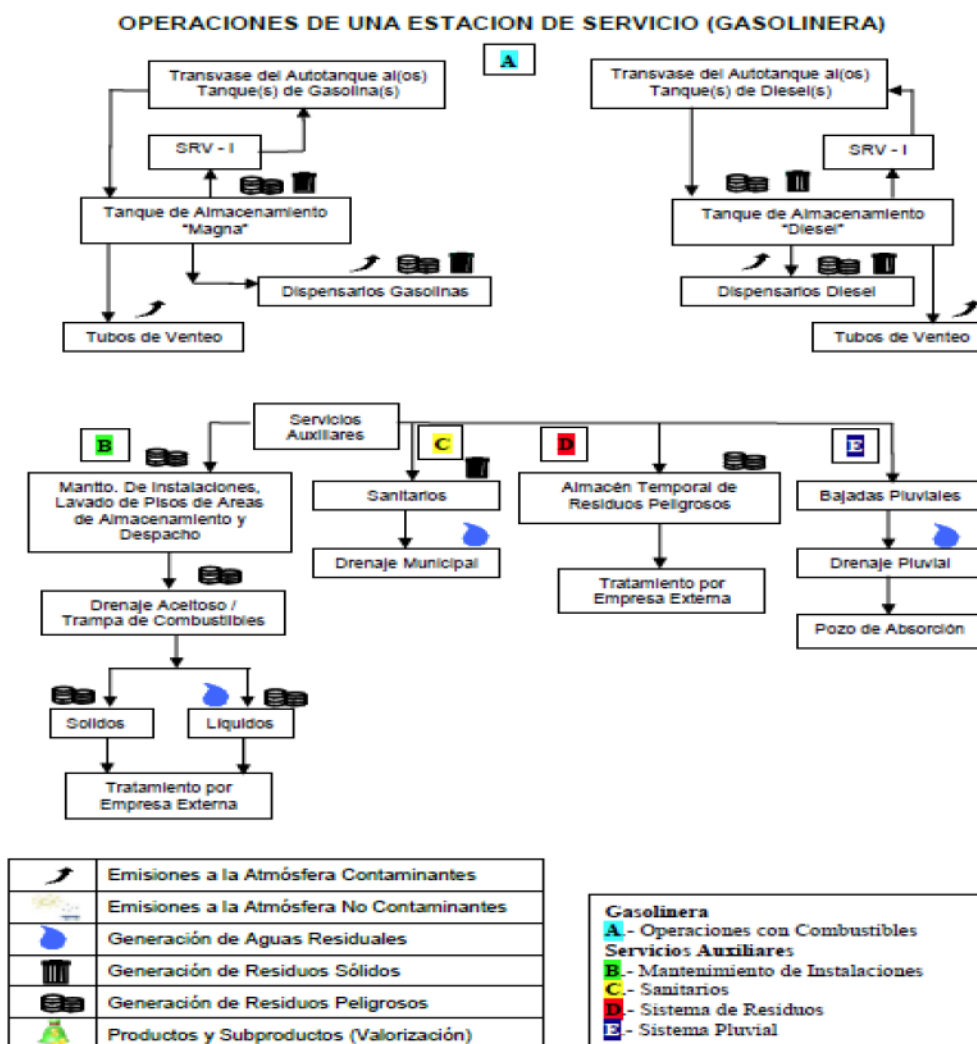 OPERACIONES DE UNA ESTACION DE SERVICIO (GASOLINERA)
A
Transvase del Autotanque al(os)
Tanque(s) de Gasolina(s)
SRV - I
Tanque de Almacenamiento
"Magna"
Dispensarios Gasolinas
Tubos de Venteo
Transvase del Autotanque al(os)
Tanque(s) de Diesel(s)
SRV - I
Tanque de Almacenamiento
"Diesel"
Dispensarios Diesel
Tubos de Venteo
Servicios
Auxiliares
B
Mantto. De Instalaciones,
Lavado de Pisos de Areas
de Almacenamiento y
Despacho
Drenaje Aceitoso /
Trampa de Combustibles
Solidos
Líquidos
Tratamiento por
Empresa Externa
C
Sanitarios
Drenaje Municipal
D
Almacén Temporal de
Residuos Peligrosos
Tratamiento por
Empresa Externa
E
Bajadas Pluviales
Drenaje Pluvial
Pozo de Absorción
Emisiones a la Atmósfera Contaminantes
Emisiones a la Atmósfera No Contaminantes
Generación de Aguas Residuales
Generación de Residuos Sólidos
Generación de Residuos Peligrosos
Productos y Subproductos (Valorización)
Gasolinera
A.- Operaciones con Combustibles
Servicios Auxiliares
B.- Mantenimiento de Instalaciones
C.- Sanitarios
D.- Sistema de Residuos
E.- Sistema Pluvial